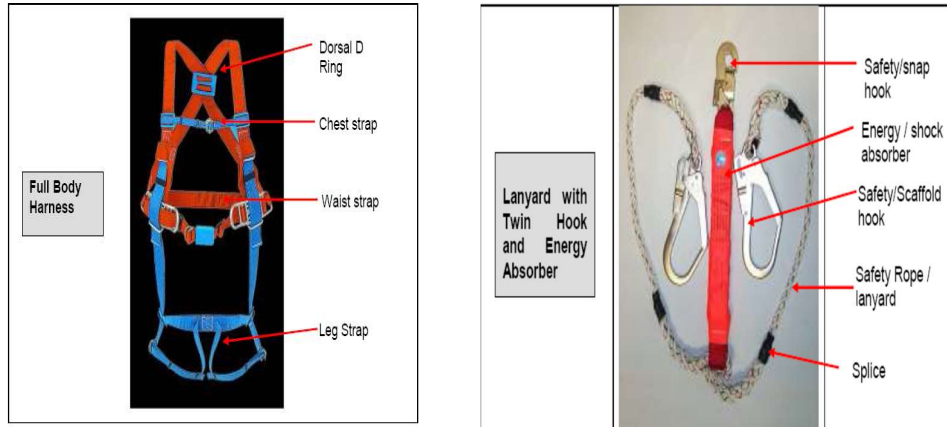 Full Body
Harness
Dorsal D
Ring
Chest strap
Waist strap
Leg Strap
Lanyard with
Twin Hook
and Energy
Absorber
Safety/snap
hook
Energy / shock
absorber
Safety/Scaffold
hook
Safety Rope /
lanyard
Splice